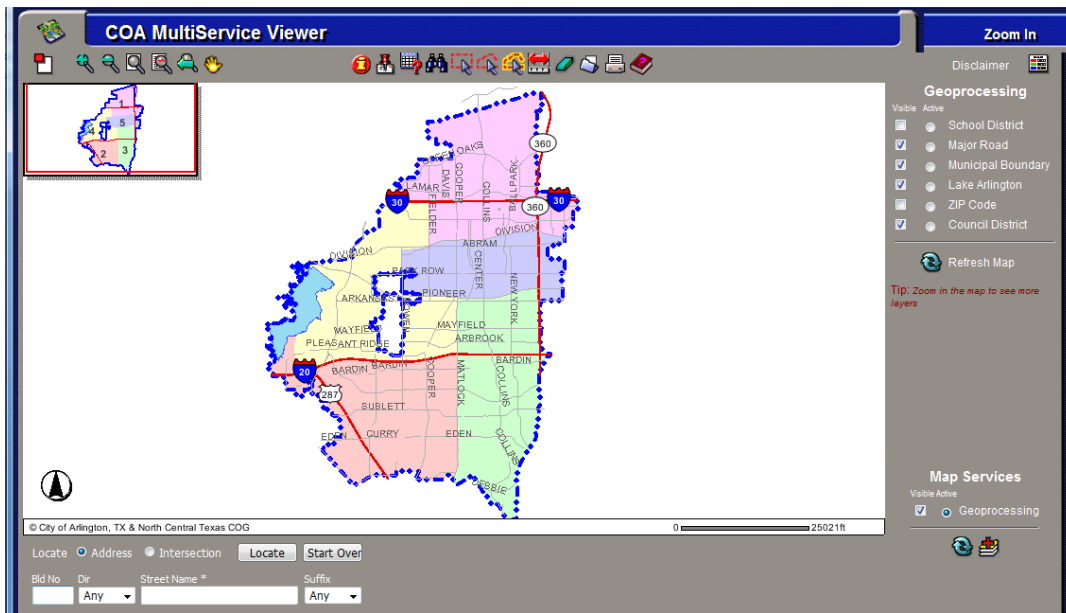 COA MultiService Viewer
Zoom In
Disclaimer
1
4
5
2
3
Geoprocessing
Visible Active
School District
Major Road
Municipal Boundary
Lake Arlington
ZIP Code
Council District
Refresh Map
Tip: Zoom in the map to see more
layers
360
GREEN OAKS
LAMAR
DAVIS
COOPER
COLLINS
BALLPARK
30
FIELDER
360
30
DIVISION
DIVISION
ABRAM
PARK ROW
CENTER
ARKANSAS
PIONEER
NEW YORK
BOWEN
MAYFIELD
MAYFIELD
PLEASANT RIDGE
ARBROOK
20
BARDIN
BARDIN
COOPER
MATLOCK
BARDIN
COLLINS
287
SUBLETT
EDEN
CURRY
EDEN
COLLINS
DEBBIE
Map Services
Visible Active
Geoprocessing
© City of Arlington, TX & North Central Texas COG
0
25021ft
Locate Address Intersection Locate Start Over
Bld No Dir Street Name * Suffix
Any Any